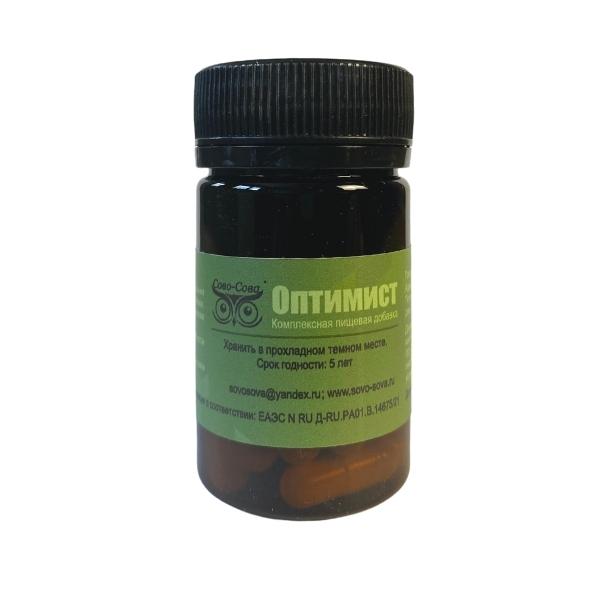 Сово-Сова
Оптимист
Комплексная пищевая добавка
Хранить в прохладном темном месте.
Срок годности: 5 лет
sovosova@yandex.ru; www.sovo-sova.ru
о соответствии: ЕАЭС N RU Д-RU.РА01.В.14675/21